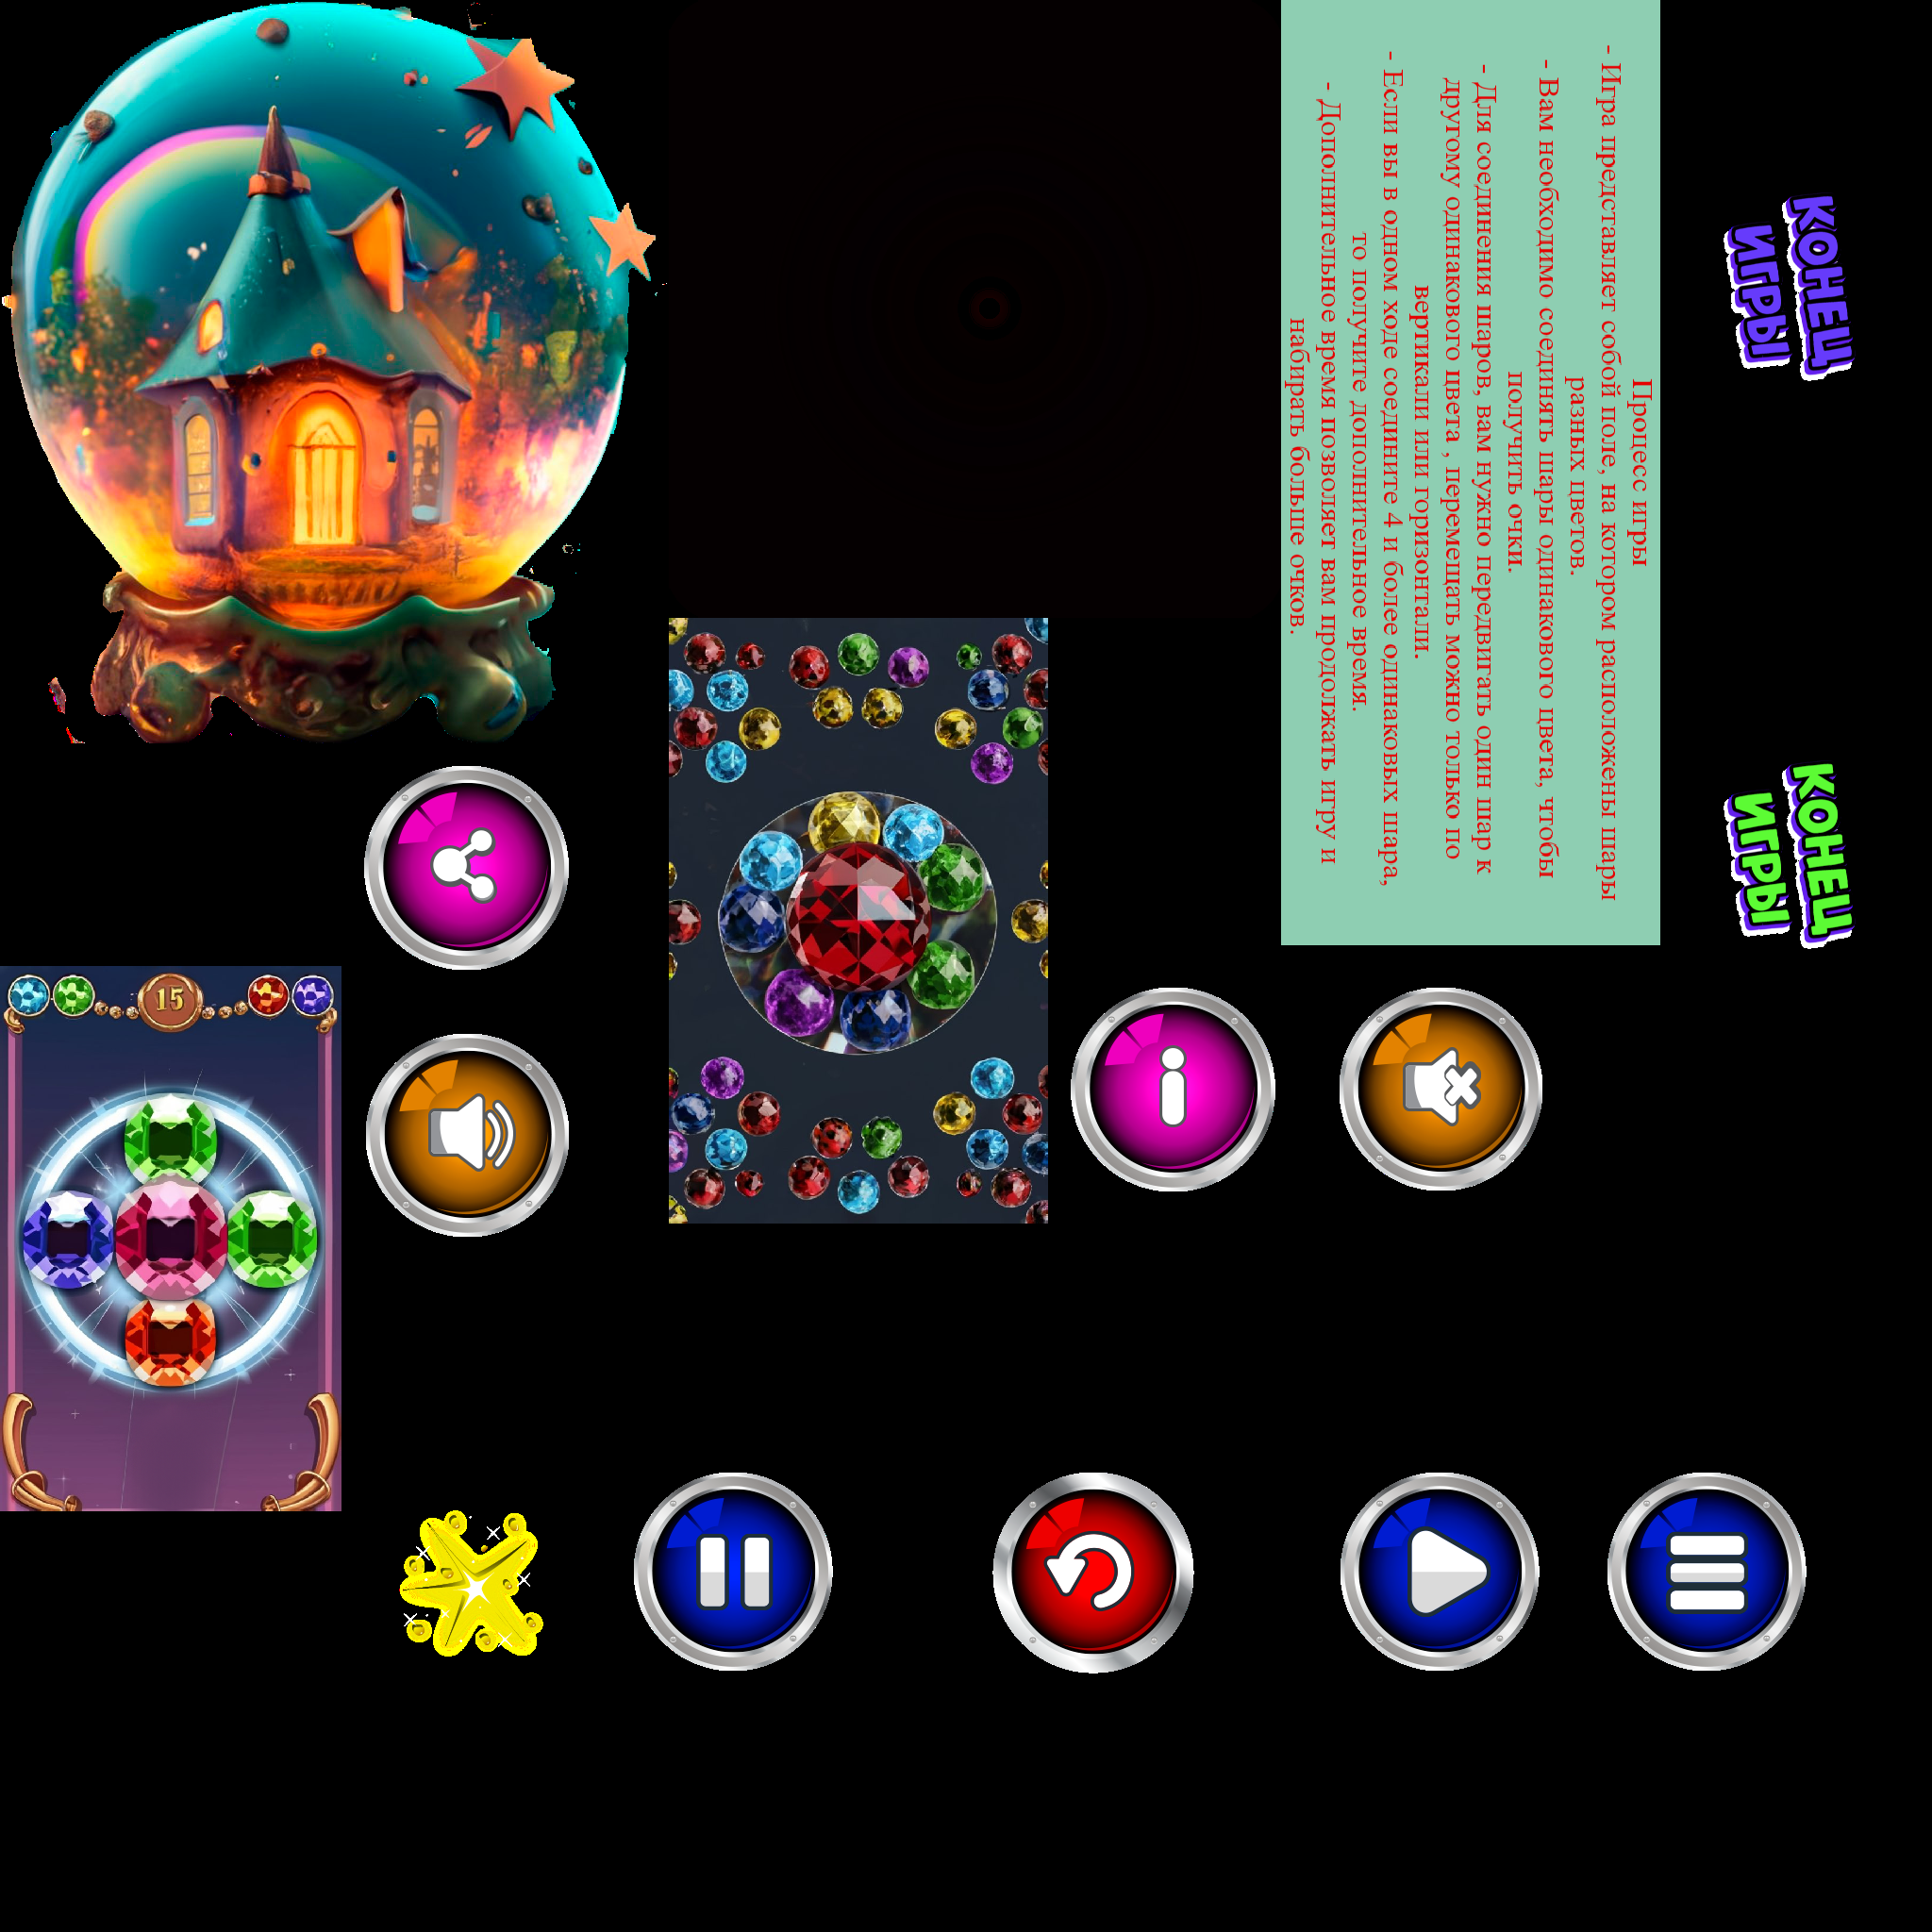 Процесс игры
- Игра представляет собой поле, на котором расположены шары
разных цветов.
- Вам необходимо соединять шары одинакового цвета, чтобы
получить очки.
- Для соединения шаров, вам нужно передвигать один шар к
другому одинакового цвета , перемещать можно только по
вертикали или горизонтали.
- Если вы в одном ходе соедините 4 и более одинаковых шара,
то получите дополнительное время.
- Дополнительное время позволяет вам продолжать игру и
набирать больше очков.
КОНЕЦ
ИГРЫ
КОНЕЦ
ИГРЫ
15